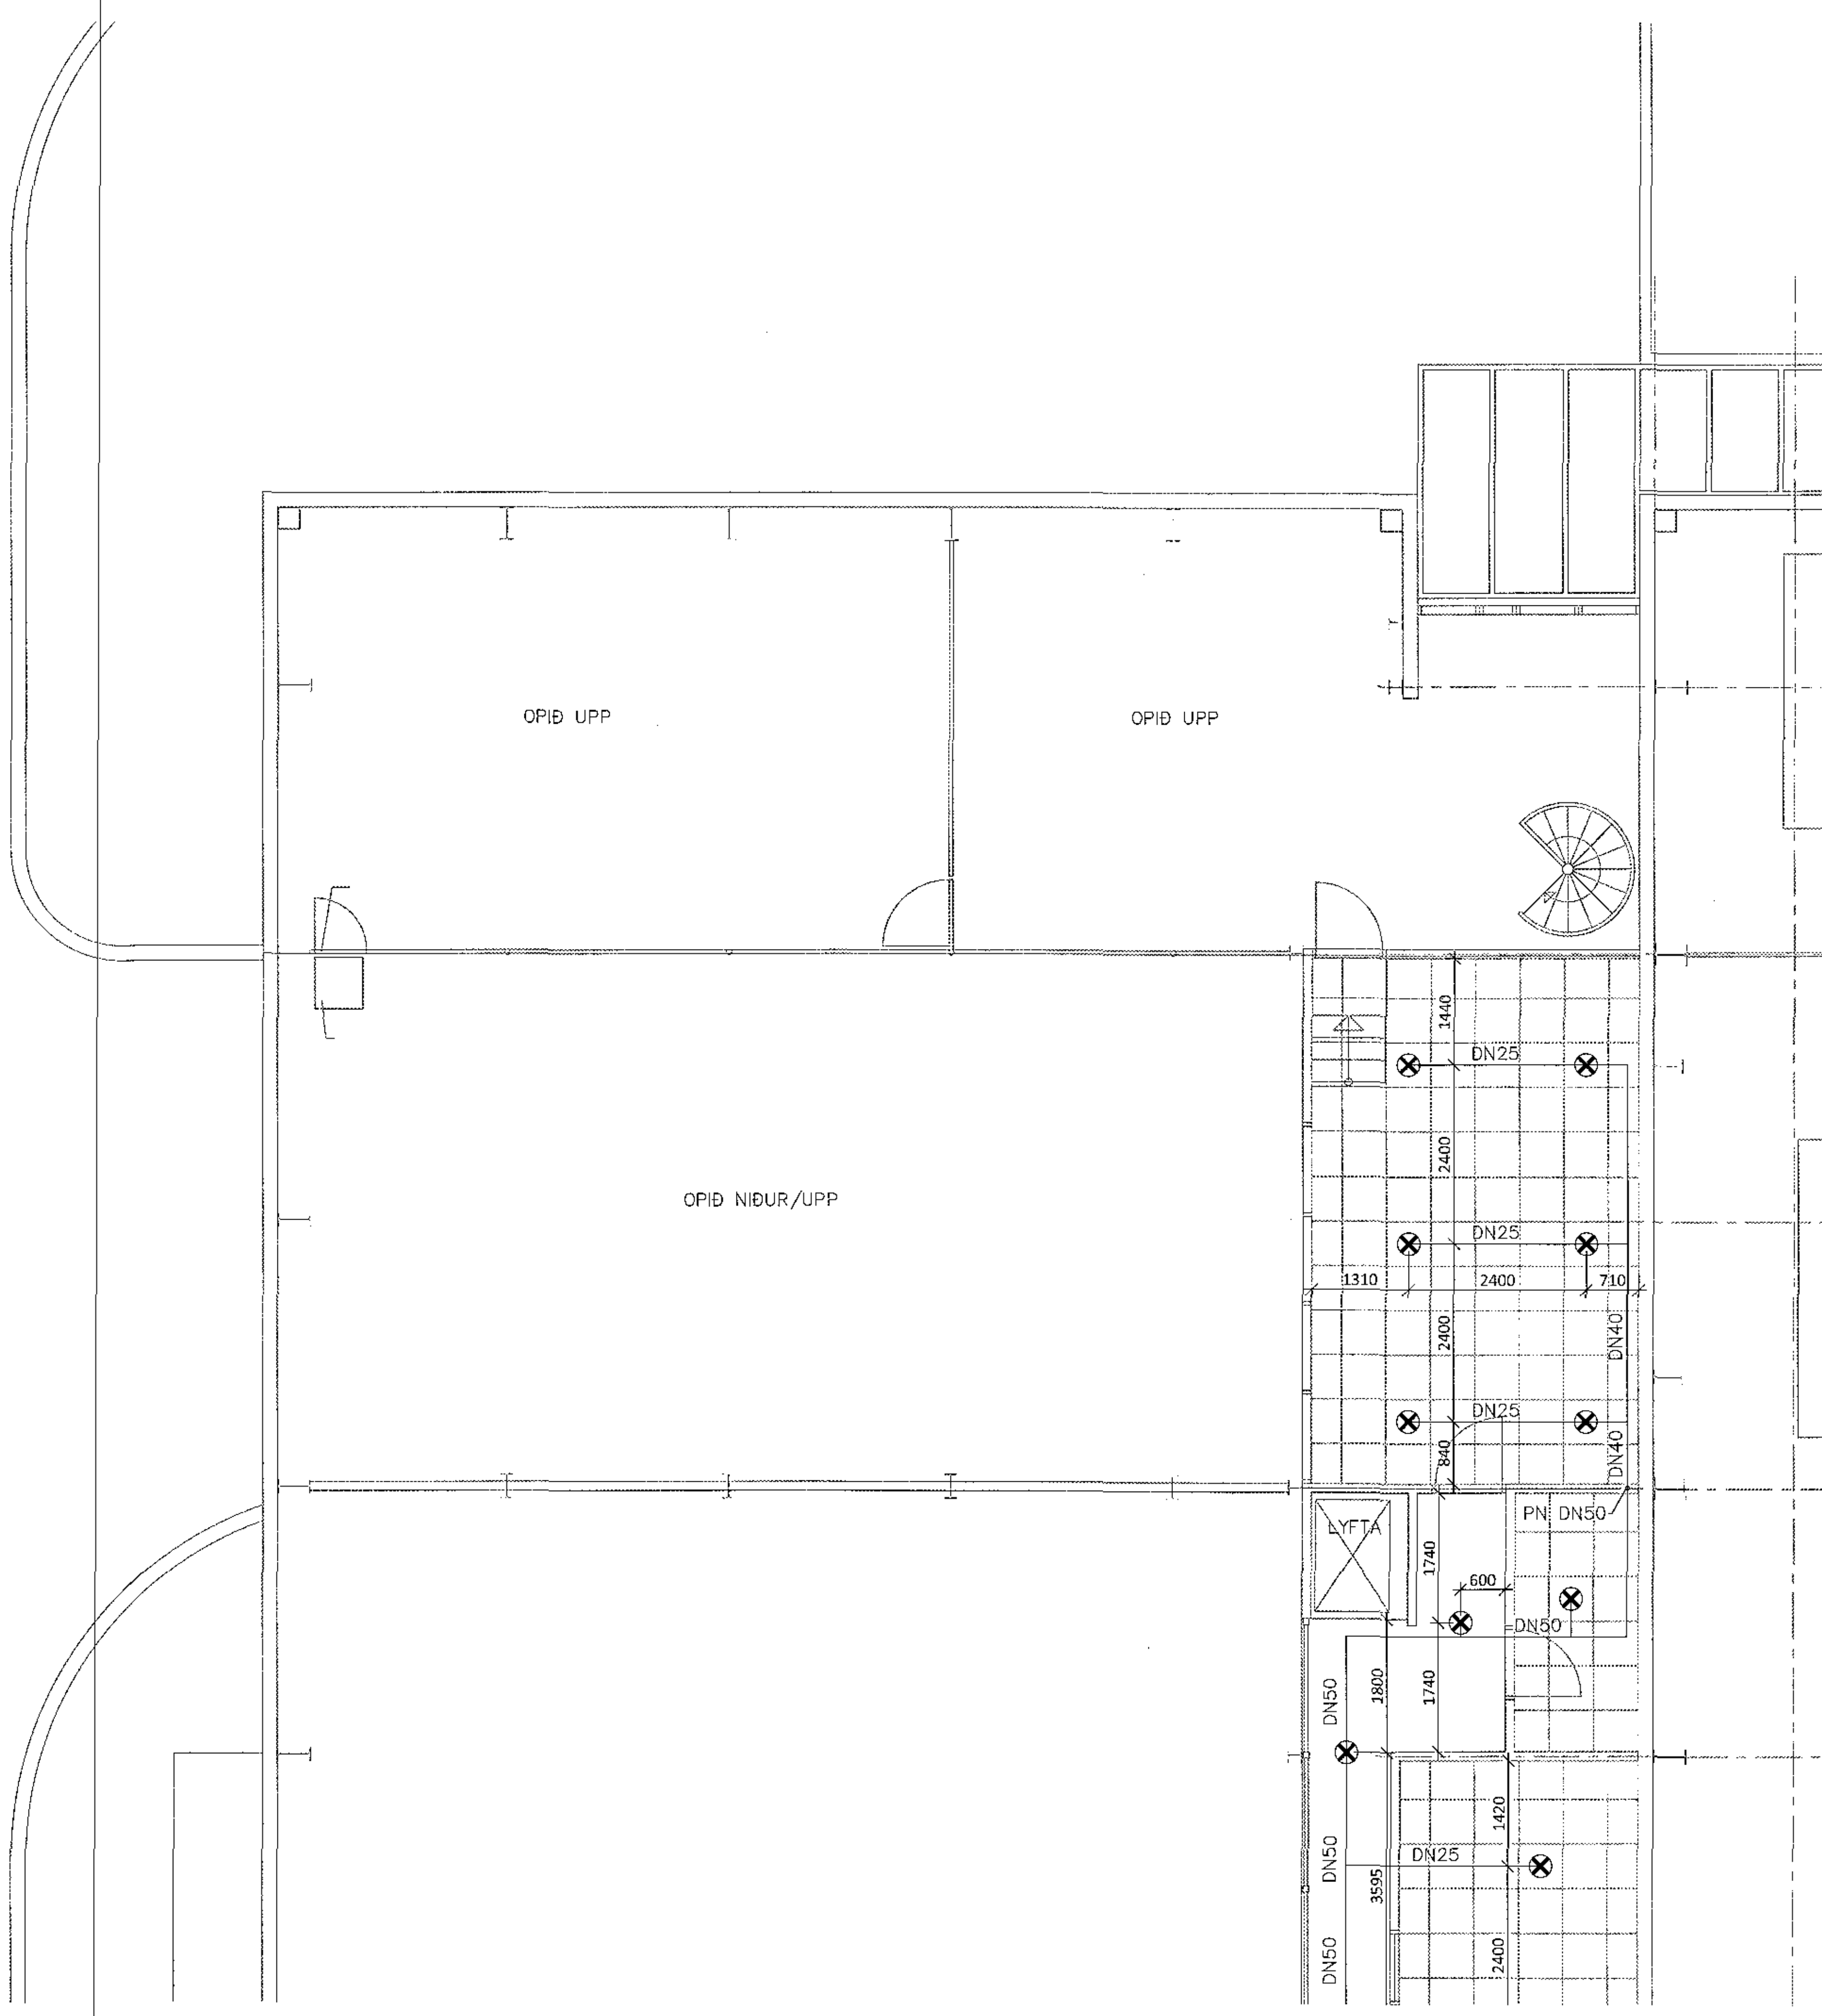 OPIÐ UPP
OPIÐ UPP
1440
DN25
2400
OPIÐ NIÐUR/UPP
DN25
1310
2400
710
2400
DN40
DN25
840
DN40
LYFTA
PN DN50
1740
600
DN50
DN50
1800
1740
1420
DN25
DN50
3595
DN50
2400